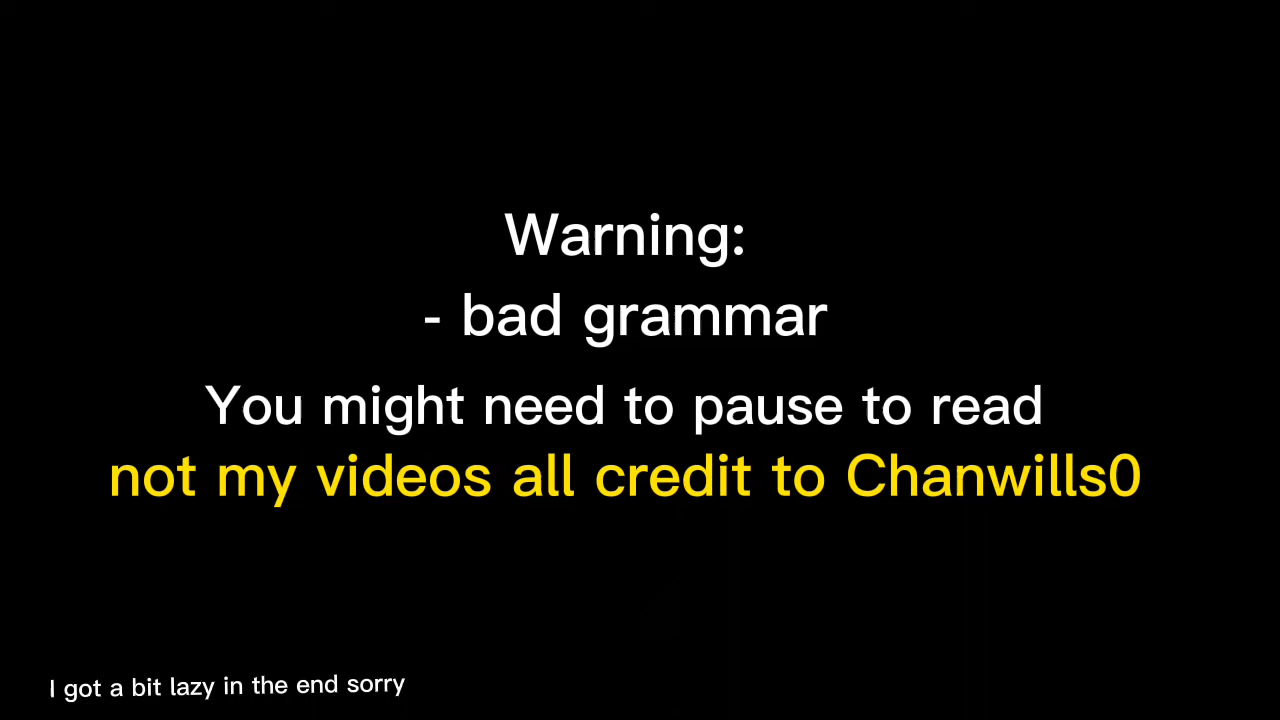 Warning:
- bad grammar
You might need to pause to read
not my videos all credit to Chanwills0
I got a bit lazy in the end sorry